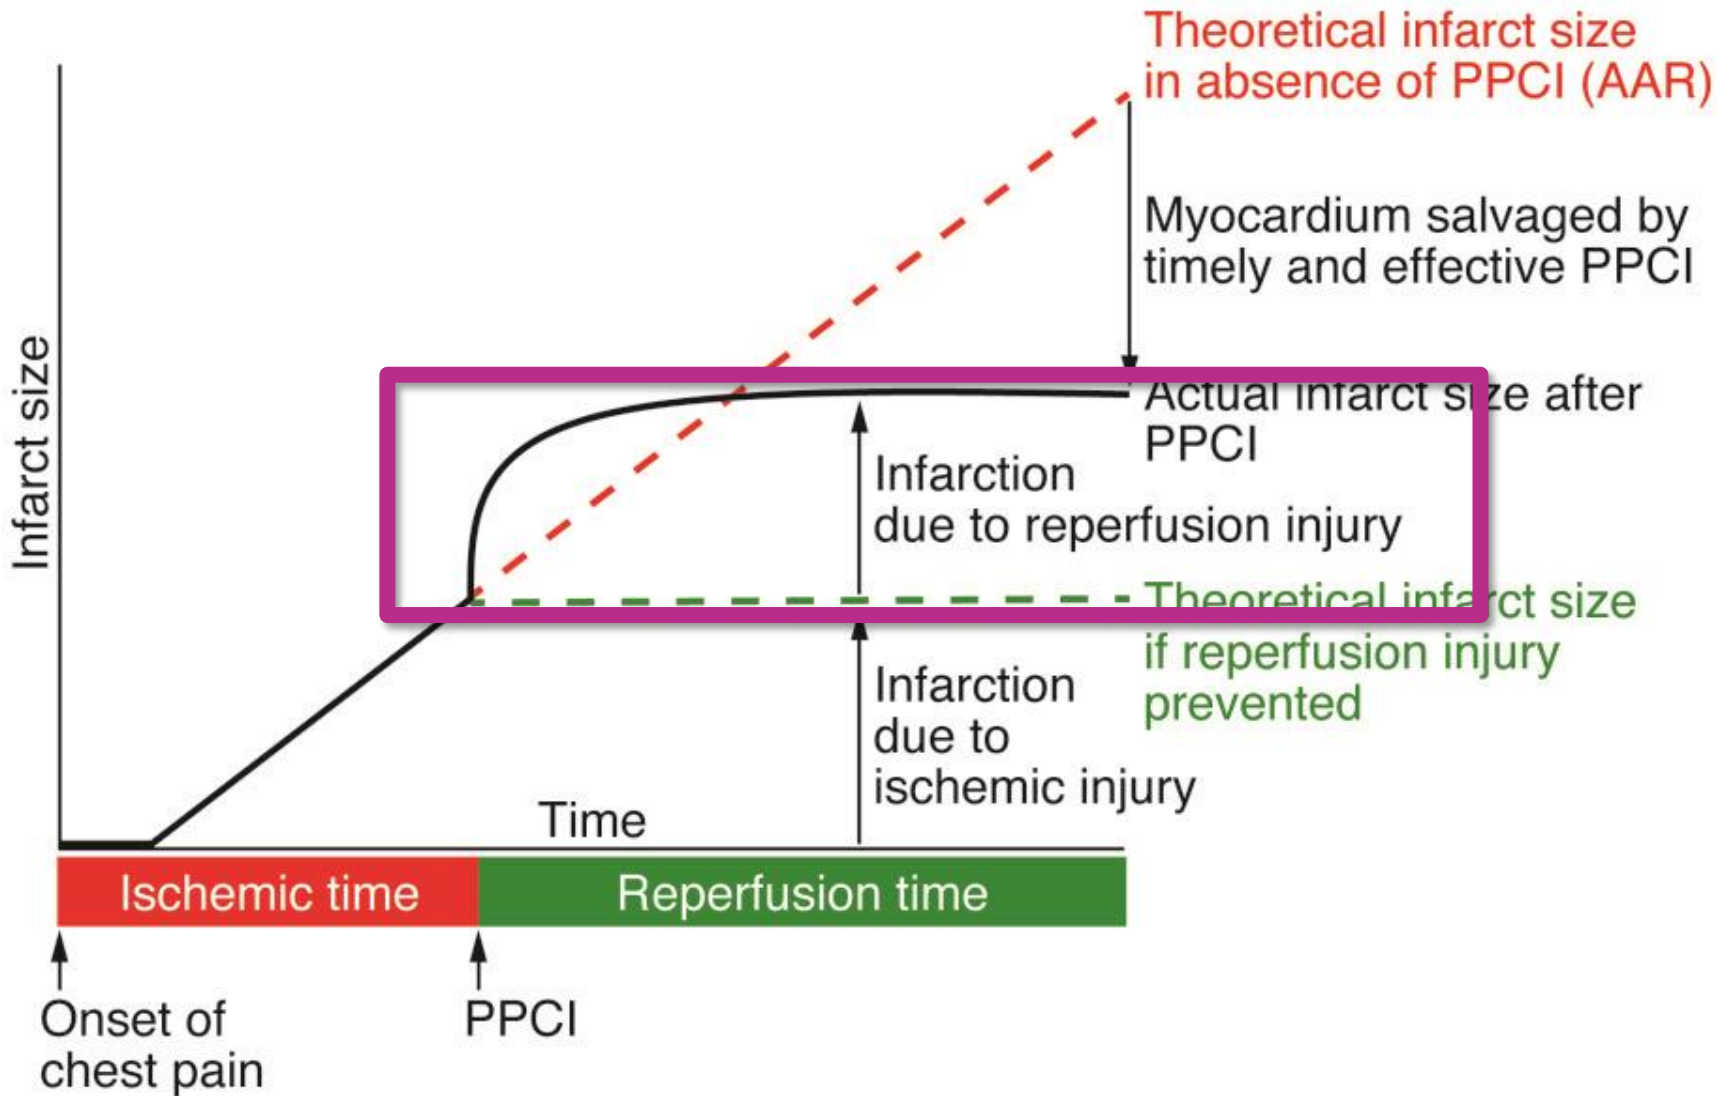 Theoretical infarct size
in absence of PPCI (AAR)
Myocardium salvaged by
timely and effective PPCI
Infarct size
Actual infarct size after
PPCI
Infarction
due to reperfusion injury
Theoretical infarct size
if reperfusion injury
prevented
Infarction
due to
ischemic injury
Time
Ischemic time
Reperfusion time
Onset of
chest pain
PPCI